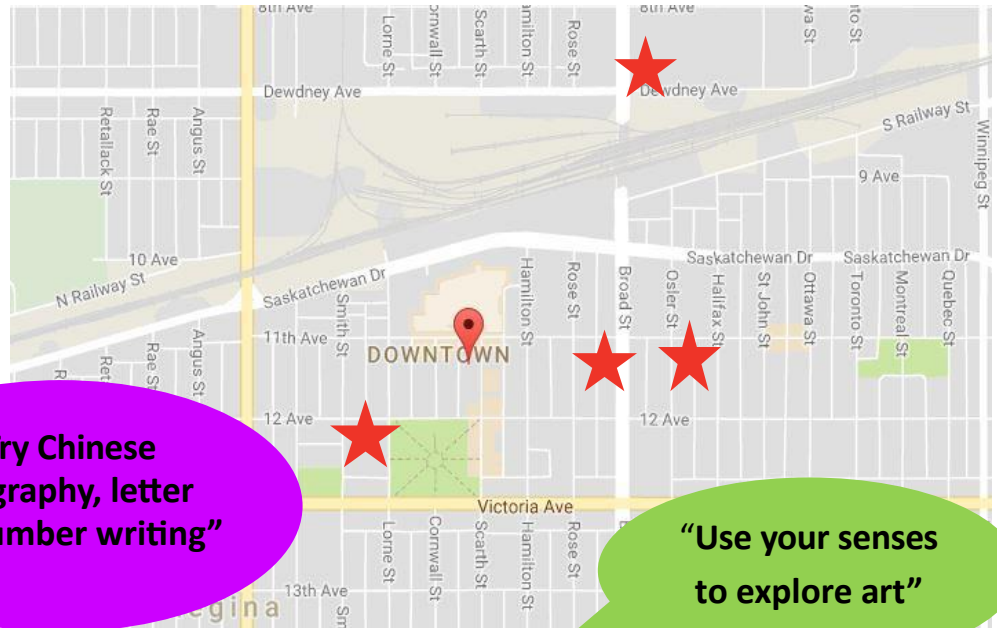 8th Ave
8th Ave
Lorne St
Cornwall St
Scarth St
Hamilton St
Rose St
Dewdney Ave
Dewdney Ave
Retallack St
Rae St
Angus St
S Railway St
Winnipeg St
9 Ave
10 Ave
N Railway St
Saskatchewan Dr
Saskatchewan Dr
Saskatchewan Dr
Smith St
Hamilton St
Rose St
Broad St
Osler St
Halifax St
St John St
Ottawa St
Toronto St
Montreal St
Quebec St
11th Ave
DOWNTOWN
Rae St
Angus St
12 Ave
12 Ave
Victoria Ave
Lorne St
Cornwall St
Scarth St
Hamilton St
Rose St
13th Ave
egina
ry Chinese
graphy, letter
umber writing”
“Use your senses
to explore art”